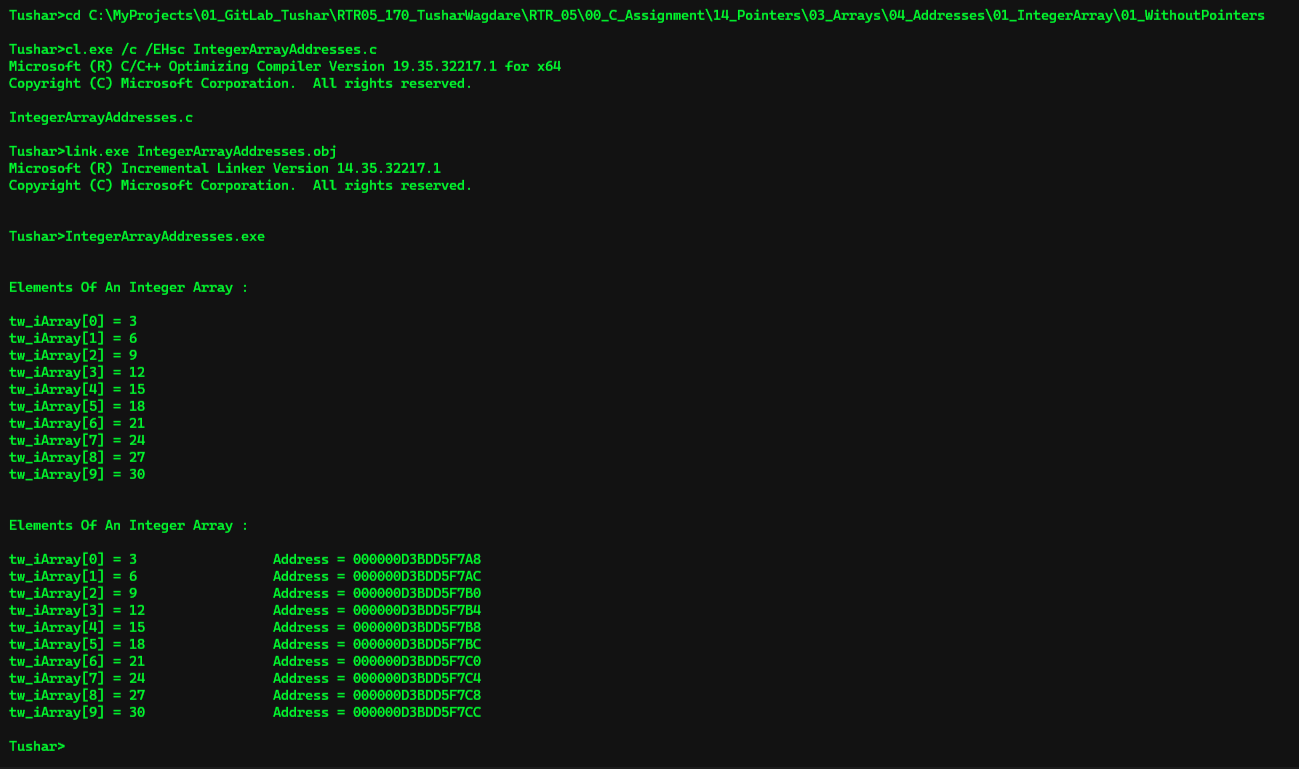 Tushar>cd C:\MyProjects\01_GitLab_Tushar\RTR05_170_TusharWagdare\RTR_05\00_C_Assignment\14_Pointers\03_Arrays\04_Addresses\01_IntegerArray\01_WithoutPointers
Tushar>cl.exe /c /EHsc IntegerArrayAddresses.c
Microsoft (R) C/C++ Optimizing Compiler Version 19.35.32217.1 for x64
Copyright (C) Microsoft Corporation.  All rights reserved.
IntegerArrayAddresses.c
Tushar>link.exe IntegerArrayAddresses.obj
Microsoft (R) Incremental Linker Version 14.35.32217.1
Copyright (C) Microsoft Corporation.  All rights reserved.
Tushar>IntegerArrayAddresses.exe
Elements Of An Integer Array :
tw_iArray[0] = 3
tw_iArray[1] = 6
tw_iArray[2] = 9
tw_iArray[3] = 12
tw_iArray[4] = 15
tw_iArray[5] = 18
tw_iArray[6] = 21
tw_iArray[7] = 24
tw_iArray[8] = 27
tw_iArray[9] = 30
Elements Of An Integer Array :
tw_iArray[0] = 3                 Address = 000000D3BDD5F7A8
tw_iArray[1] = 6                 Address = 000000D3BDD5F7AC
tw_iArray[2] = 9                 Address = 000000D3BDD5F7B0
tw_iArray[3] = 12                Address = 000000D3BDD5F7B4
tw_iArray[4] = 15                Address = 000000D3BDD5F7B8
tw_iArray[5] = 18                Address = 000000D3BDD5F7BC
tw_iArray[6] = 21                Address = 000000D3BDD5F7C0
tw_iArray[7] = 24                Address = 000000D3BDD5F7C4
tw_iArray[8] = 27                Address = 000000D3BDD5F7C8
tw_iArray[9] = 30                Address = 000000D3BDD5F7CC
Tushar>